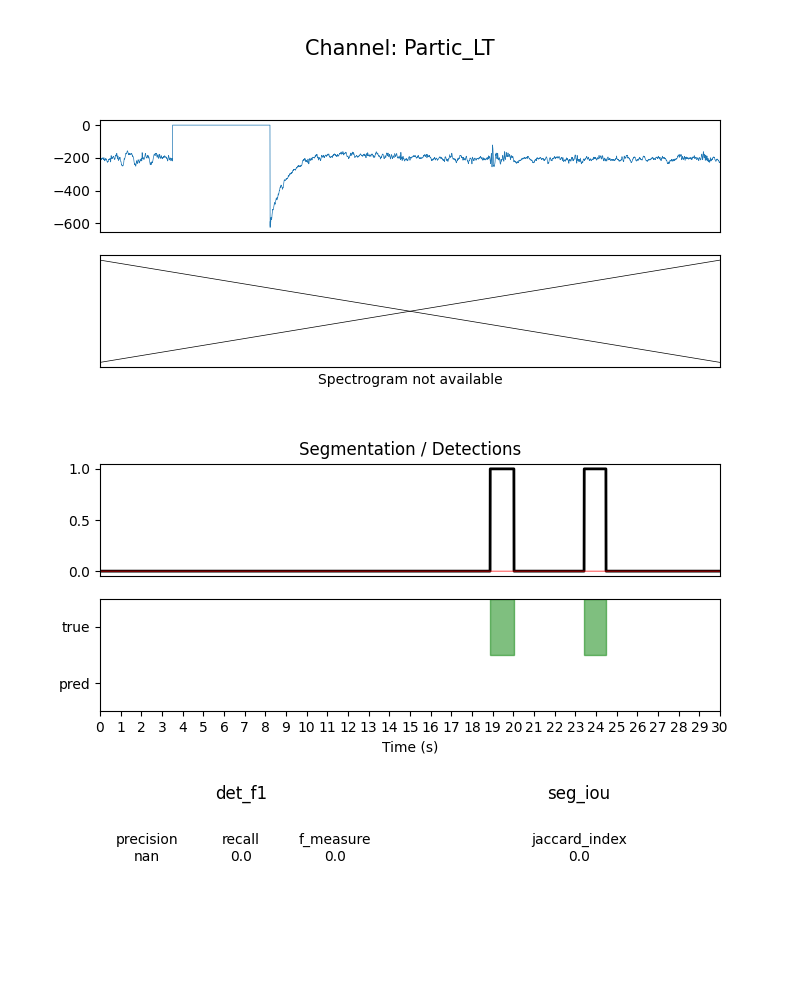 Channel: Partic_LT
0
−200
−400
−600
Spectrogram not available
Segmentation / Detections
1.0
0.5
0.0
true
pred
0 1 2 3 4 5 6 7 8 9 10 11 12 13 14 15 16 17 18 19 20 21 22 23 24 25 26 27 28 29 30
Time (s)
det_f1 seg_iou
precision recall f_measure jaccard_index
nan 0.0 0.0 0.0